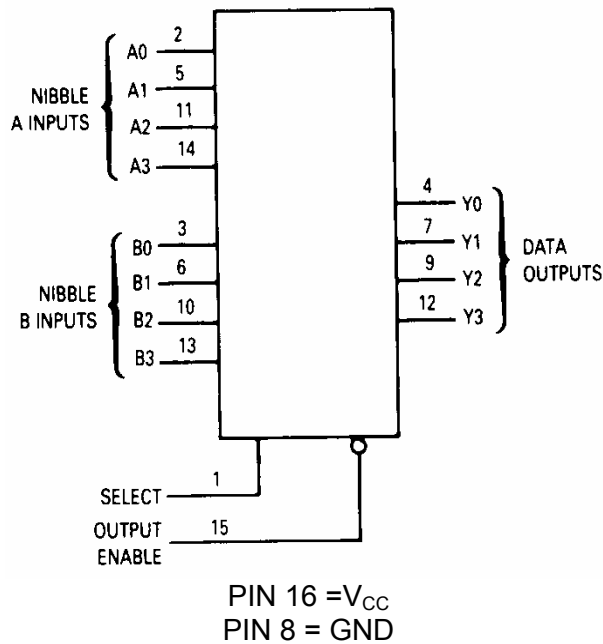 NIBBLE
A INPUTS
A0 2
A1 5
A2 11
A3 14
NIBBLE
B INPUTS
B0 3
B1 6
B2 10
B3 13
4 Y0
7 Y1
9 Y2
12 Y3
DATA
OUTPUTS
SELECT 1
OUTPUT
ENABLE 15
PIN 16 =VCC
PIN 8 = GND